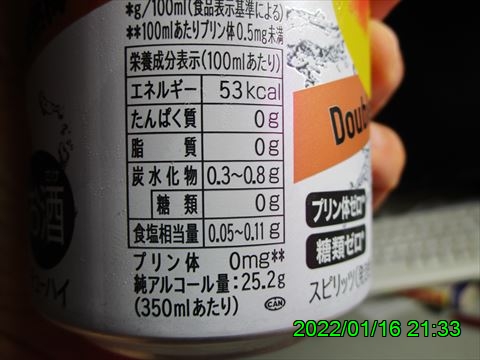 *g/100ml(食品表示基準による)
**100mlあたりプリン体0.5mg未満
栄養成分表示(100mlあたり)
エネルギー 53kcal
たんぱく質 0g
脂質 0g
炭水化物 0.3~0.8g
糖類 0g
食塩相当量 0.05~0.11g
プリン体 0mg**
純アルコール量:25.2g
(350mlあたり)
CAN
Doub
プリン体ゼロ
糖類ゼロ
スピリッツ(発
お酒
ハイ
2022/01/16 21:33